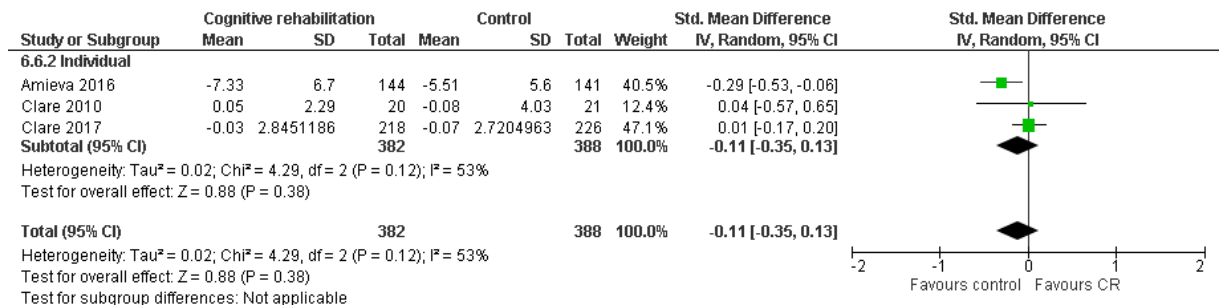 Cognitive rehabilitation Control Std. Mean Difference Std. Mean Difference
Study or Subgroup Mean SD Total Mean SD Total Weight IV, Random, 95% CI IV, Random, 95% CI
6.6.2 Individual
Amieva 2016 -7.33 6.7 144 -5.51 5.6 141 40.5% -0.29 [-0.53, -0.06]
Clare 2010 0.05 2.29 20 -0.08 4.03 21 12.4% 0.04 [-0.57, 0.65]
Clare 2017 -0.03 2.8451186 218 -0.07 2.7204963 226 47.1% 0.01 [-0.17, 0.20]
Subtotal (95% CI) 382 388 100.0% -0.11 [-0.35, 0.13]
Heterogeneity: Tau² = 0.02; Chi² = 4.29, df = 2 (P = 0.12); I² = 53%
Test for overall effect: Z = 0.88 (P = 0.38)
Total (95% CI) 382 388 100.0% -0.11 [-0.35, 0.13]
Heterogeneity: Tau² = 0.02; Chi² = 4.29, df = 2 (P = 0.12); I² = 53%
Test for overall effect: Z = 0.88 (P = 0.38)
Test for subgroup differences: Not applicable
-2 -1 0 1 2
Favours control Favours CR